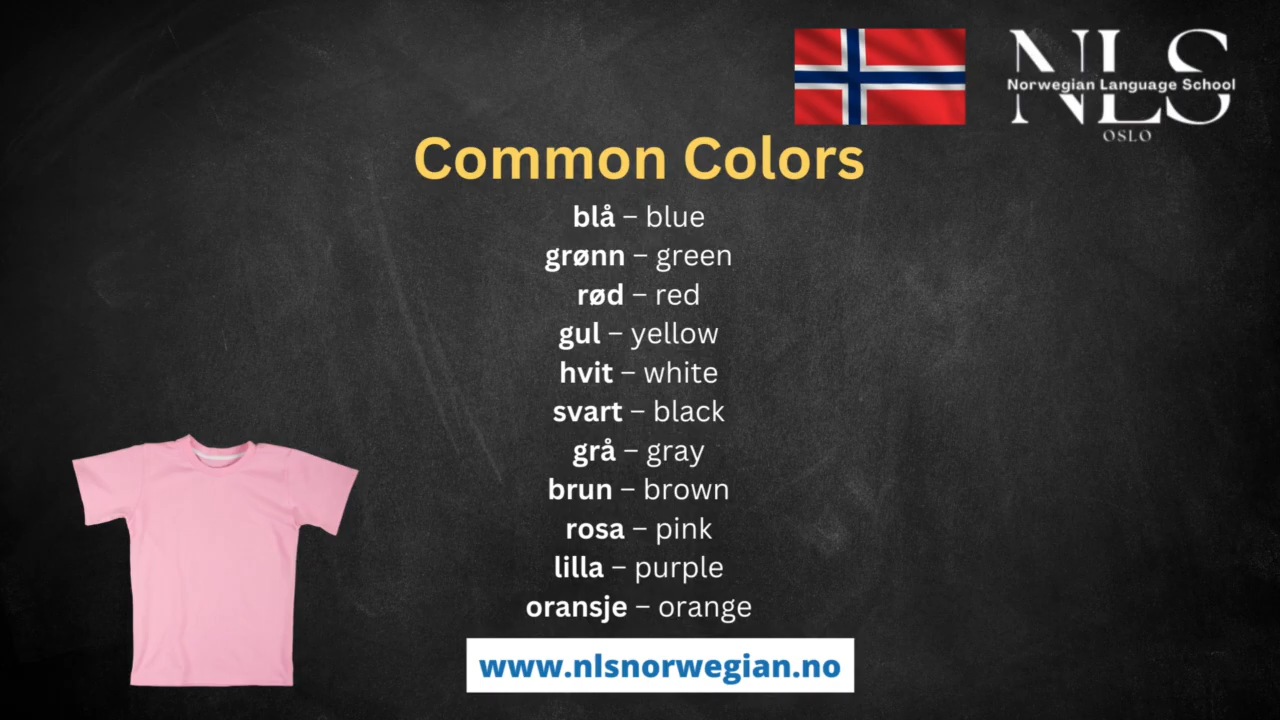 NLS
Norwegian Language School
OSLO
Common Colors
blå – blue
grønn – green
rød – red
gul – yellow
hvit – white
svart – black
grå – gray
brun – brown
rosa – pink
lilla – purple
oransje – orange
www.nlsnorwegian.no